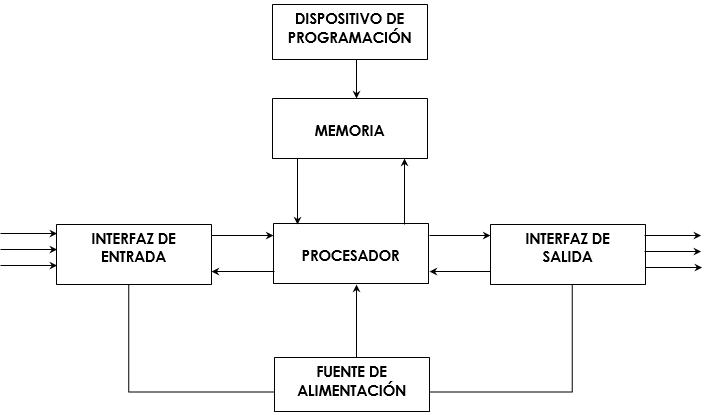 DISPOSITIVO DE
PROGRAMACIÓN
MEMORIA
INTERFAZ DE
ENTRADA
PROCESADOR
INTERFAZ DE
SALIDA
FUENTE DE
ALIMENTACIÓN